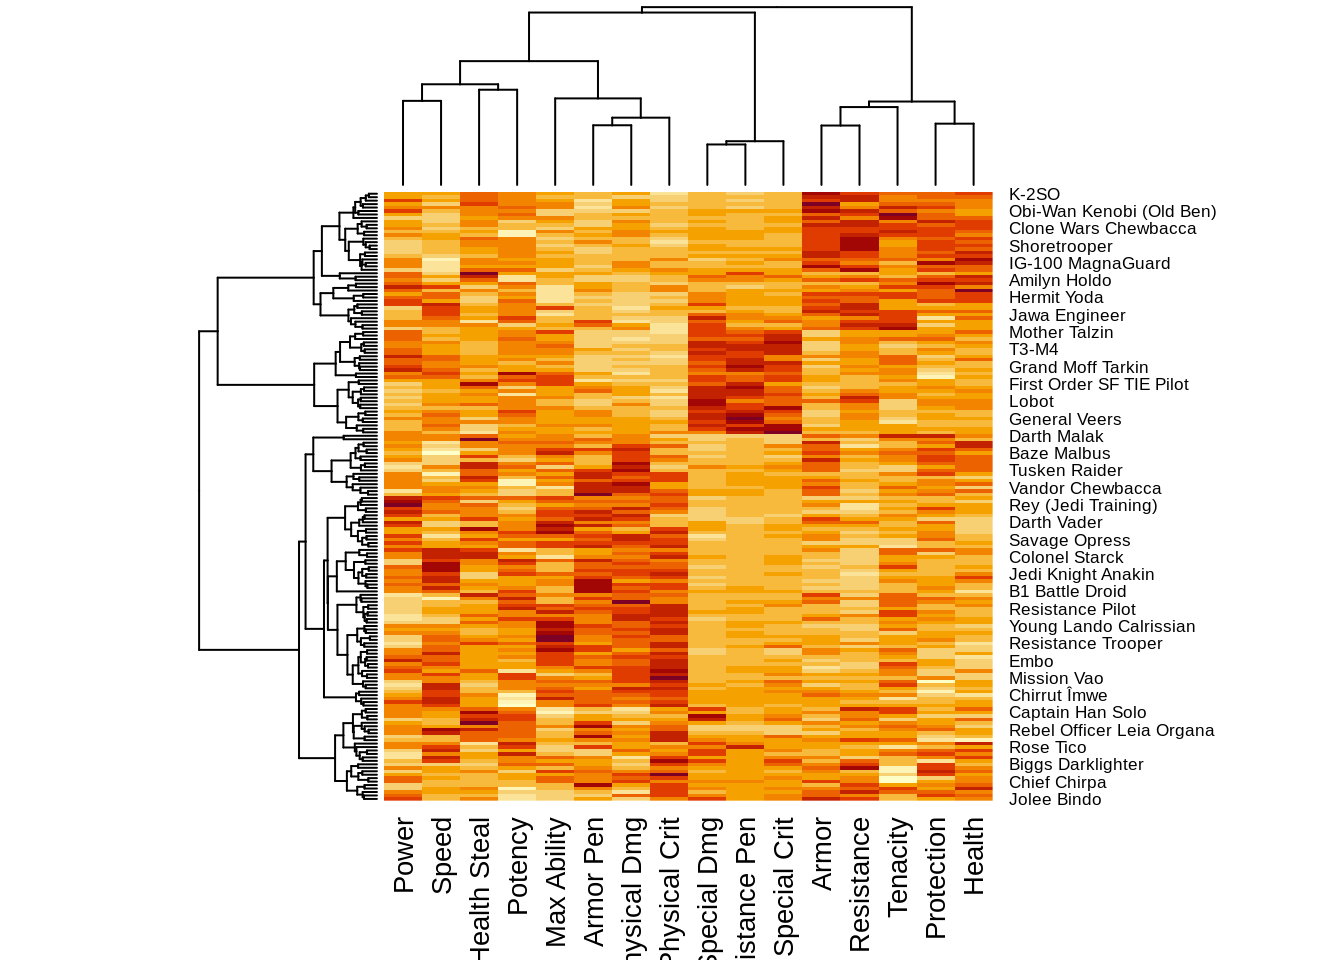 K-2SO
Obi-Wan Kenobi (Old Ben)
Clone Wars Chewbacca
Shoretrooper
IG-100 MagnaGuard
Amilyn Holdo
Hermit Yoda
Jawa Engineer
Mother Talzin
T3-M4
Grand Moff Tarkin
First Order SF TIE Pilot
Lobot
General Veers
Darth Malak
Baze Malbus
Tusken Raider
Vandor Chewbacca
Rey (Jedi Training)
Darth Vader
Savage Opress
Colonel Starck
Jedi Knight Anakin
B1 Battle Droid
Resistance Pilot
Young Lando Calrissian
Resistance Trooper
Embo
Mission Vao
Chirrut Îmwe
Captain Han Solo
Rebel Officer Leia Organa
Rose Tico
Biggs Darklighter
Chief Chirpa
Jolee Bindo
Power
Speed
Health Steal
Potency
Max Ability
Armor Pen
hysical Dmg
Physical Crit
Special Dmg
istance Pen
Special Crit
Armor
Resistance
Tenacity
Protection
Health